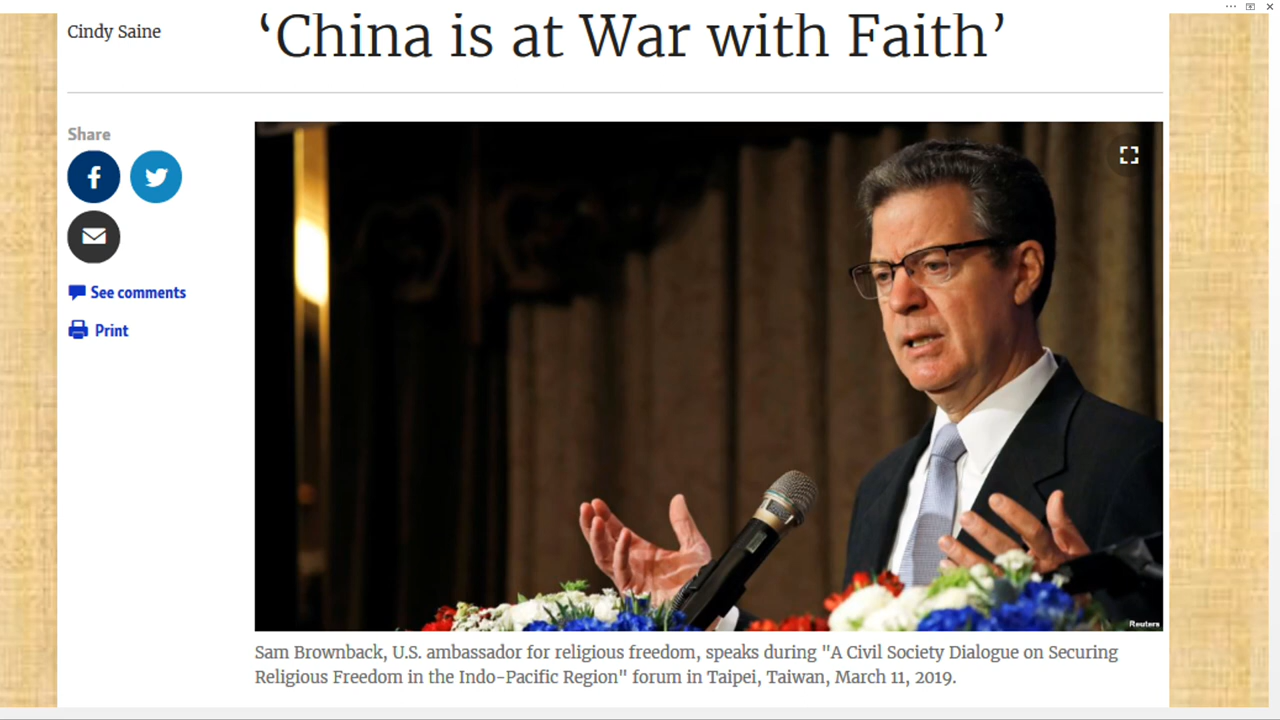 Cindy Saine
‘China is at War with Faith’
Share
See comments
Print
Reuters
Sam Brownback, U.S. ambassador for religious freedom, speaks during "A Civil Society Dialogue on Securing
Religious Freedom in the Indo-Pacific Region" forum in Taipei, Taiwan, March 11, 2019.